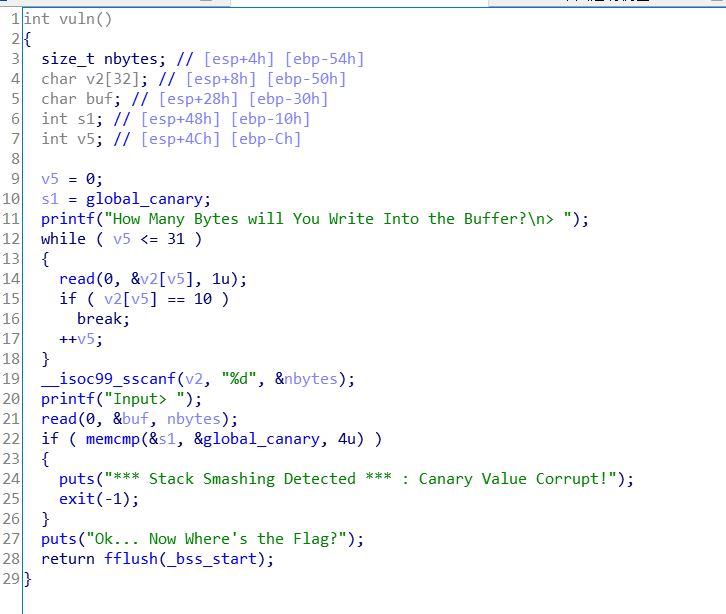 1 int vuln()
2 {
3 size_t nbytes; // [esp+4h] [ebp-54h]
4 char v2[32]; // [esp+8h] [ebp-50h]
5 char buf; // [esp+28h] [ebp-30h]
6 int s1; // [esp+48h] [ebp-10h]
7 int v5; // [esp+4Ch] [ebp-Ch]
8
9 v5 = 0;
10 s1 = global_canary;
11 printf("How Many Bytes will You Write Into the Buffer?\n> ");
12 while ( v5 <= 31 )
13 {
14 read(0, &v2[v5], 1u);
15 if ( v2[v5] == 10 )
16 break;
17 ++v5;
18 }
19 __isoc99_sscanf(v2, "%d", &nbytes);
20 printf("Input> ");
21 read(0, &buf, nbytes);
22 if ( memcmp(&s1, &global_canary, 4u) )
23 {
24 puts("*** Stack Smashing Detected *** : Canary Value Corrupt!");
25 exit(-1);
26 }
27 puts("Ok... Now Where's the Flag?");
28 return fflush(_bss_start);
29 }